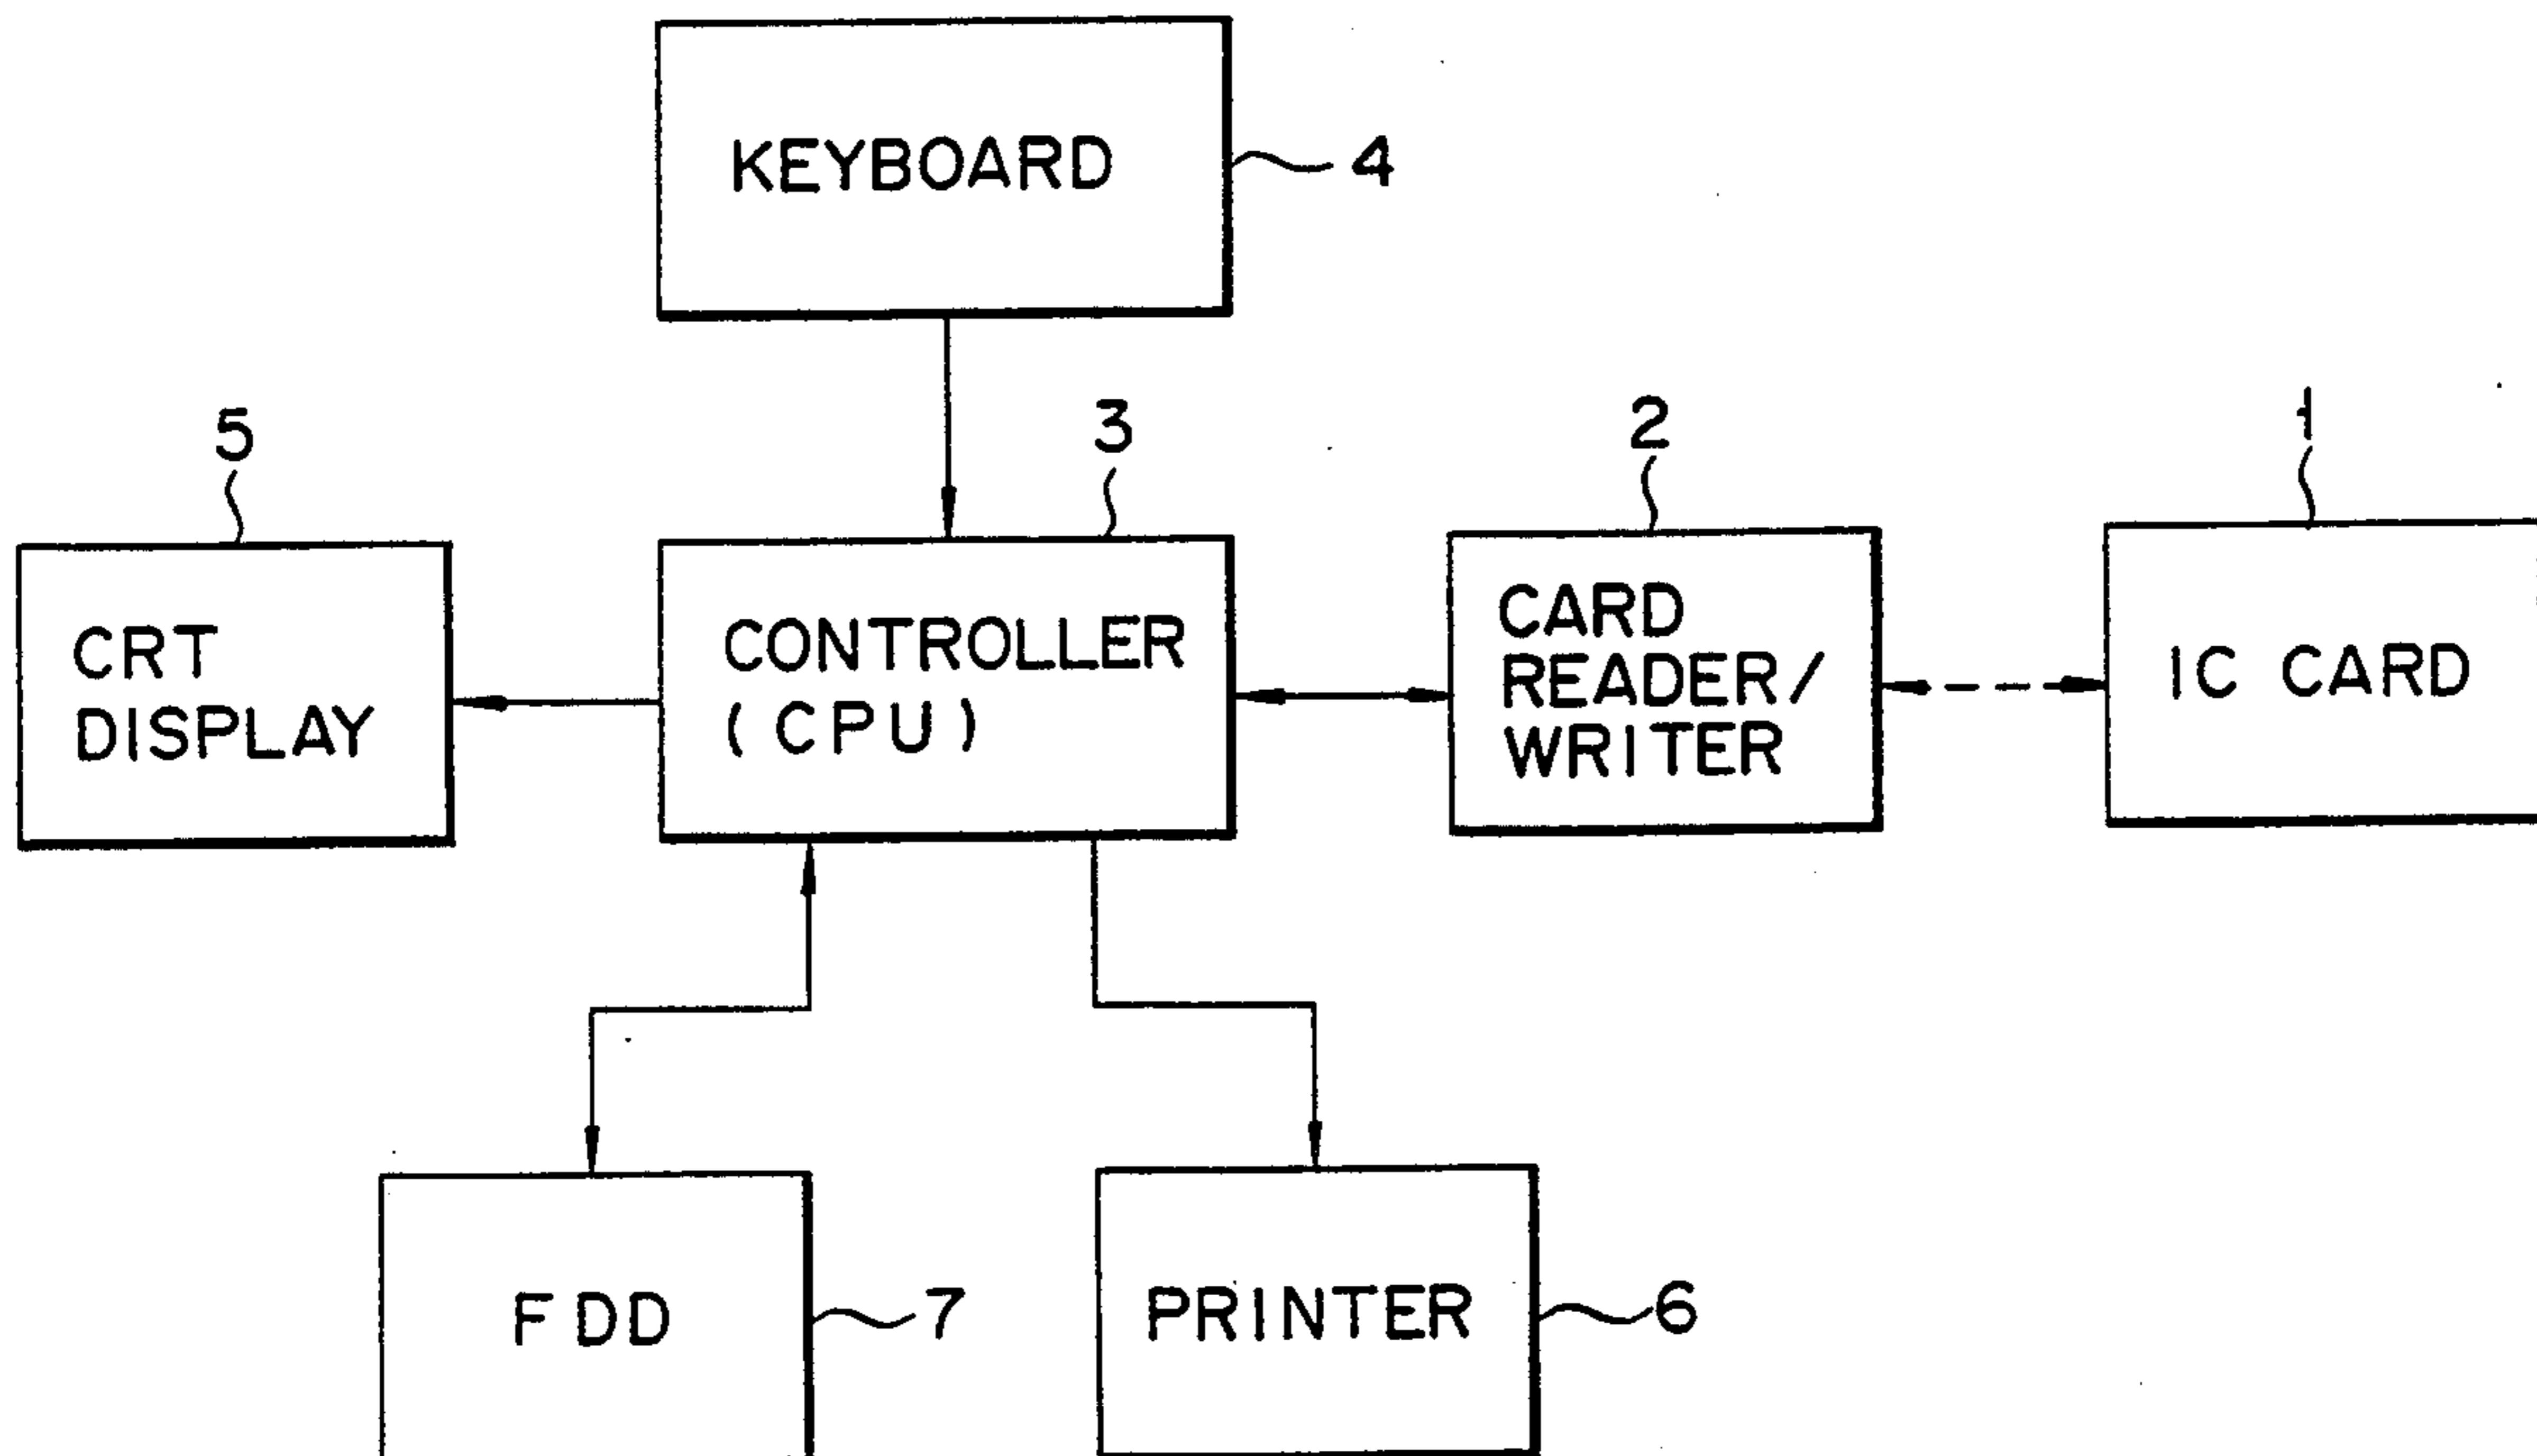 KEYBOARD
4
5
3
2
1
CRT
DISPLAY
CONTROLLER
(CPU)
CARD
READER/
WRITER
IC CARD
FDD
7
PRINTER
6